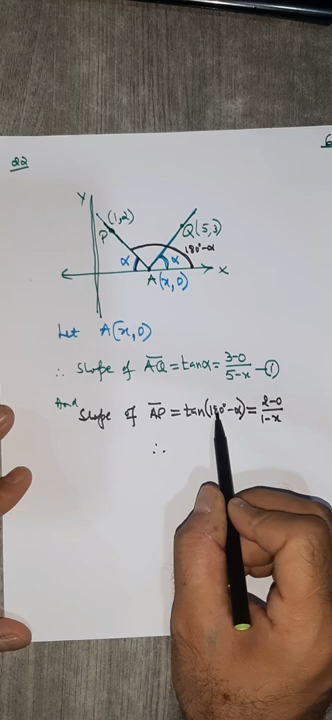 22
6
Y
P (1,2)
Q(5,3)
180°-α
α
α
X
A(x,0)
Let A(x,0)
∴ Slope of AQ = tanα = 3-0/5-x -①
And Slope of AP = tan(180°-α) = 2-0/1-x
∴